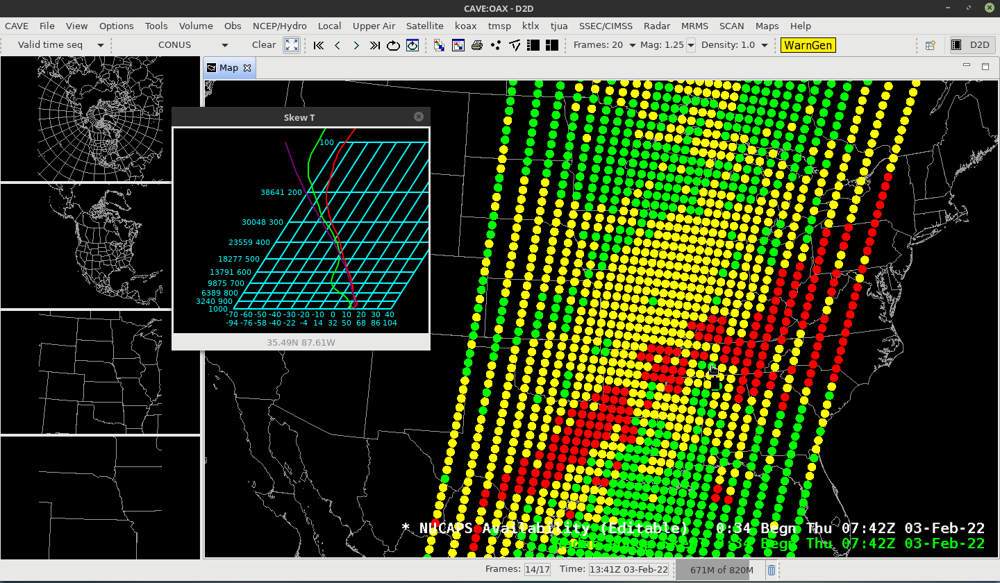 CAVE:OAX - D2D
CAVE File View Options Tools Volume Obs NCEP/Hydro Local Upper Air Satellite koax tmsp ktlx tjua SSEC/CIMSS Radar MRMS SCAN Maps Help
Valid time seq CONUS Clear Frames: 20 Mag: 1.25 Density: 1.0 WarnGen D2D
Map
Skew T
100
38641 200
30048 300
23559 400
18277 500
13791 600
9875 700
6389 800
3240 900
1000
-70 -60 -50 -40 -30 -20 -10 0 10 20 30 40
-94 -76 -58 -40 -22 -4 14 32 50 68 86 104
35.49N 87.61W
* NUCAPS Availability (Editable) 0:34 Begn Thu 07:42Z 03-Feb-22
0:34 Begn Thu 07:42Z 03-Feb-22
Frames: 14/17 Time: 13:41Z 03-Feb-22 671M of 820M